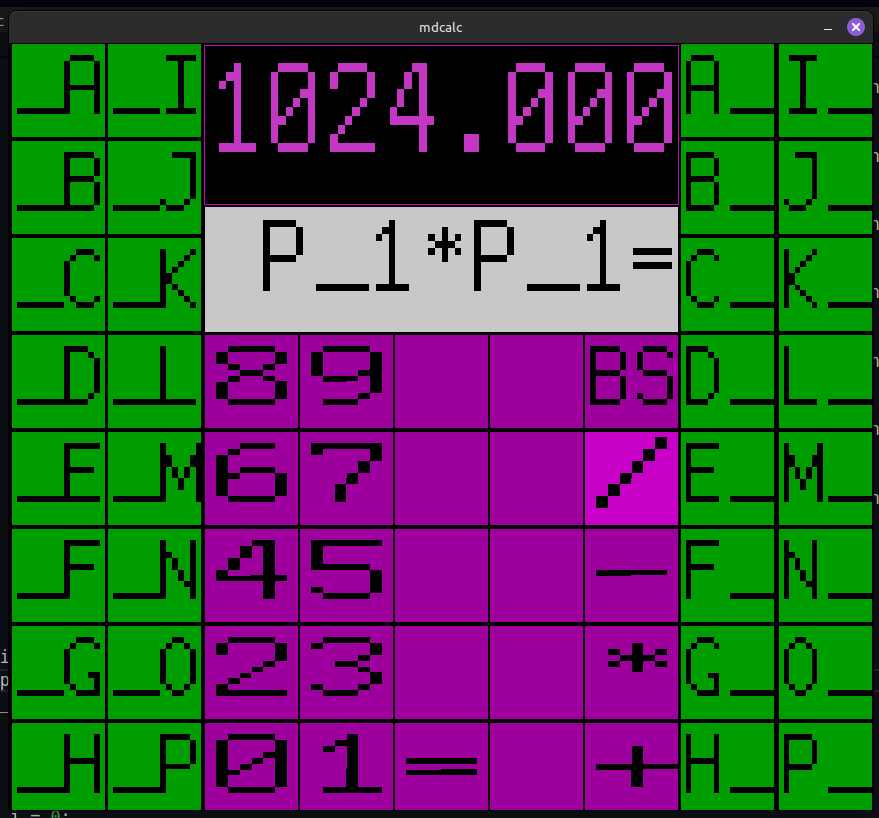 mdcalc
_A _I 1024.000 A_ I_
_B _J B_ J_
P_1*P_1=
_C _K C_ K_
_D _L 8 9 BS D_ L_
_E _M 6 7 / E_ M_
_F _N 4 5 - F_ N_
_G _O 2 3 * G_ O_
_H _P 0 1 = + H_ P_